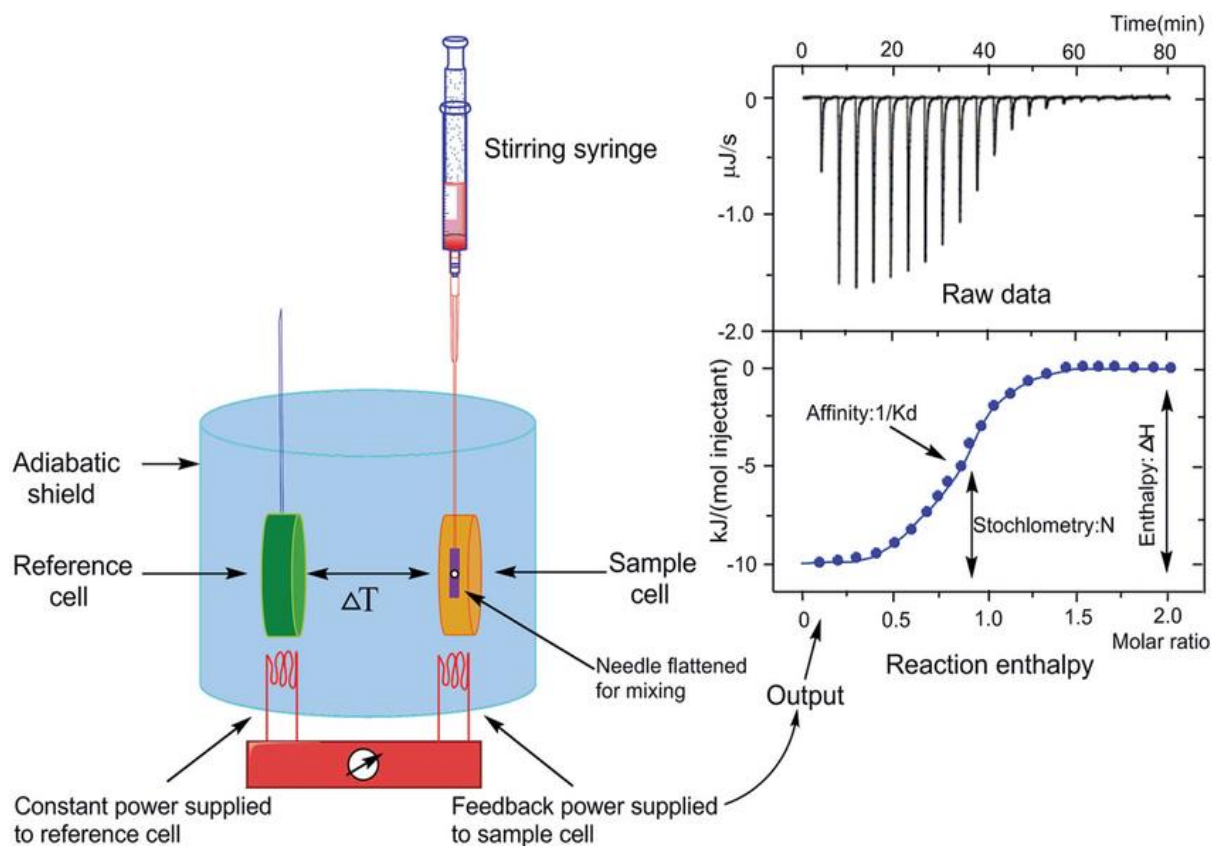 Stirring syringe
Adiabatic
shield
Reference
cell
ΔT
Sample
cell
Needle flattened
for mixing
Constant power supplied
to reference cell
Feedback power supplied
to sample cell
Output
Time(min)
0 20 40 60 80
0
-1.0
-2.0
μJ/s
Raw data
0
-5
-10
kJ/(mol injectant)
Affinity:1/Kd
Stochlometry:N
Enthalpy: ΔH
0 0.5 1.0 1.5 2.0
Molar ratio
Reaction enthalpy